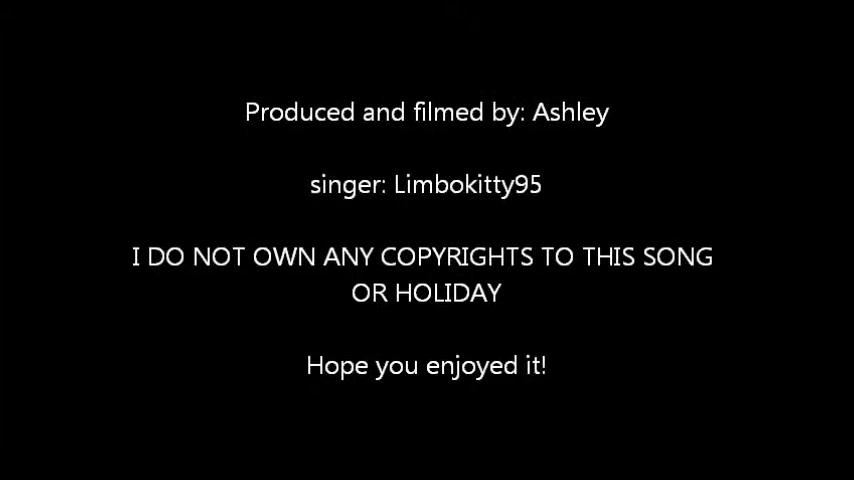 Produced and filmed by: Ashley
singer: Limbokitty95
I DO NOT OWN ANY COPYRIGHTS TO THIS SONG
OR HOLIDAY
Hope you enjoyed it!